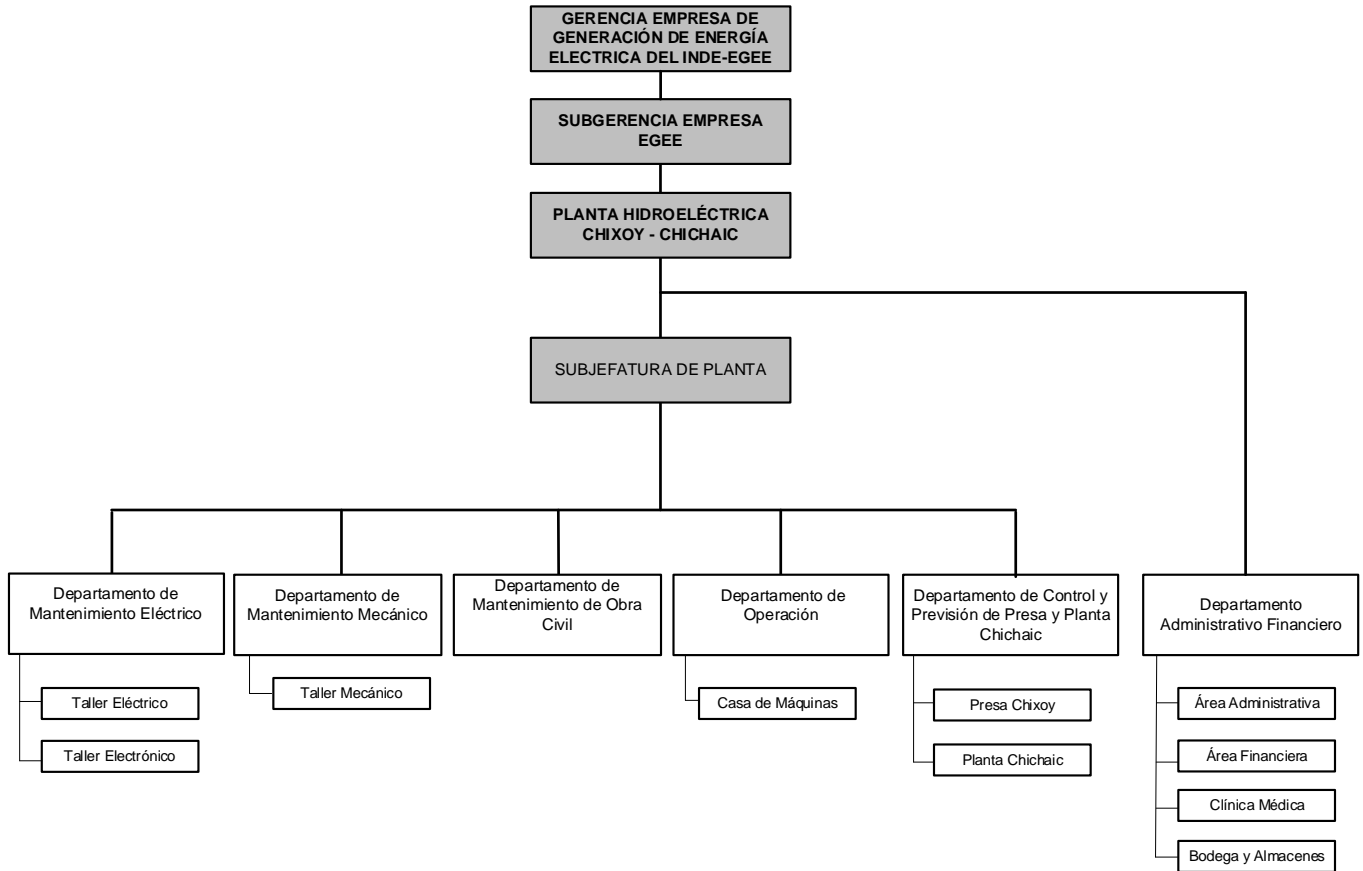 GERENCIA EMPRESA DE
GENERACIÓN DE ENERGÍA
ELECTRICA DEL INDE-EGEE
SUBGERENCIA EMPRESA
EGEE
PLANTA HIDROELÉCTRICA
CHIXOY - CHICHAIC
SUBJEFATURA DE PLANTA
Departamento de
Mantenimiento Eléctrico
Departamento de
Mantenimiento Mecánico
Departamento de
Mantenimiento de Obra
Civil
Departamento de
Operación
Departamento de Control y
Previsión de Presa y Planta
Chichaic
Departamento
Administrativo Financiero
Taller Eléctrico
Taller Electrónico
Taller Mecánico
Casa de Máquinas
Presa Chixoy
Planta Chichaic
Área Administrativa
Área Financiera
Clínica Médica
Bodega y Almacenes